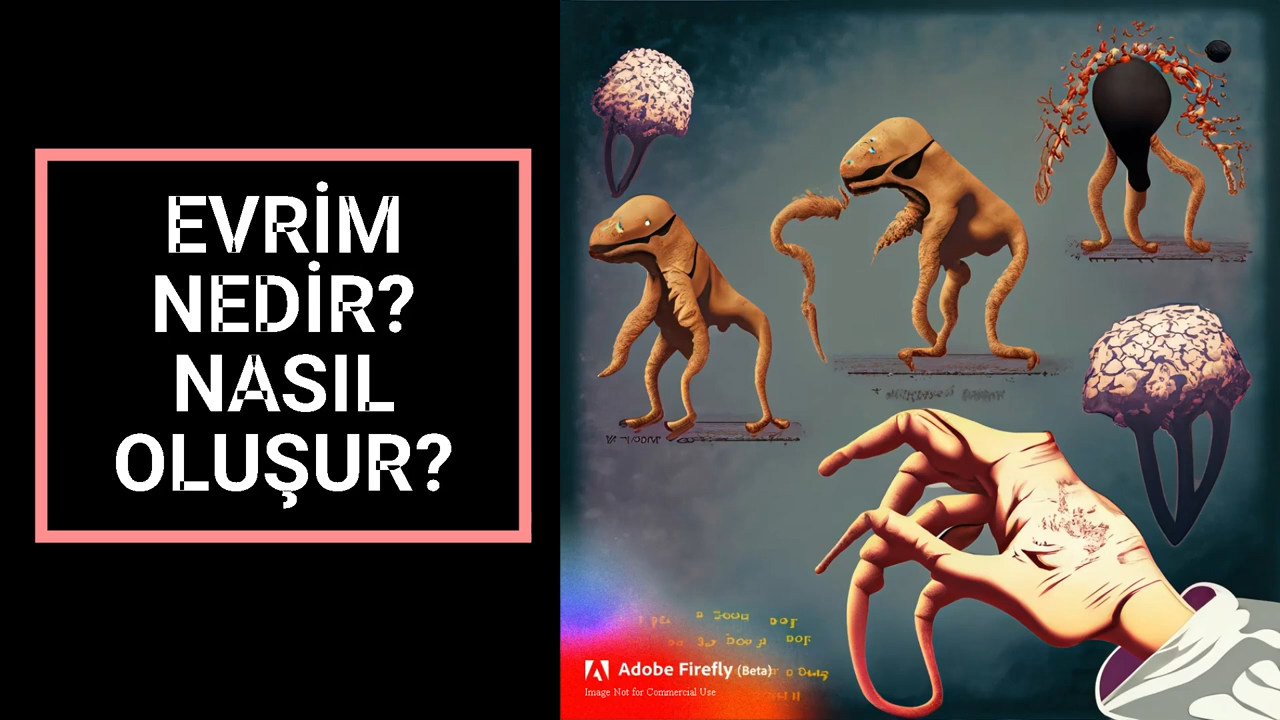 EVRİM
NEDİR?
NASIL
OLUŞUR?
Adobe Firefly (Beta)
Image Not for Commercial Use